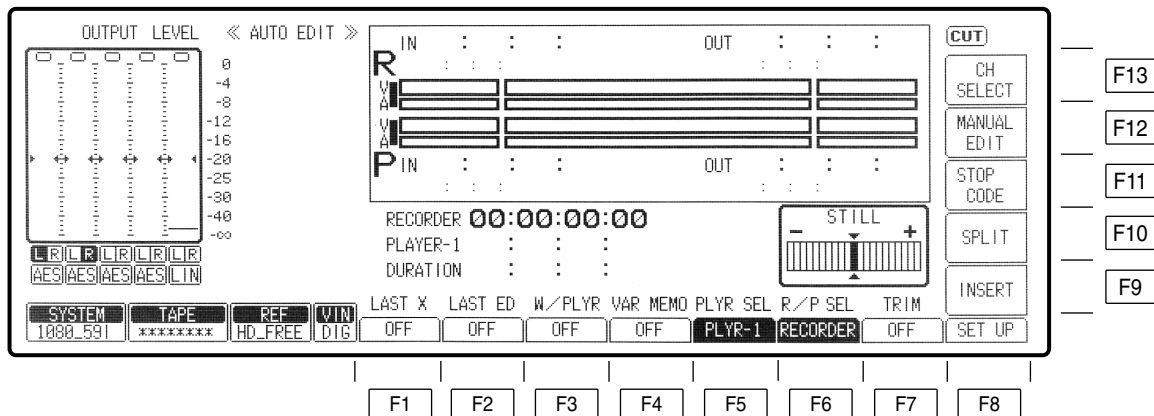 OUTPUT LEVEL
≪ AUTO EDIT ≫
0
-4
-8
-12
-16
-20
-25
-30
-40
-∞
L R L R L R L R L R
AES AES AES AES LIN
SYSTEM TAPE REF VIN
1080_59I ******** HD_FREE DIG
R IN : : : OUT : : :
: : : : : :
V
A
V
A
P IN : : : OUT : : :
: : : : : :
RECORDER 00:00:00:00
PLAYER-1 : : :
DURATION : : :
STILL
- +
LAST X LAST ED W/PLYR VAR MEMO PLYR SEL R/P SEL TRIM
OFF OFF OFF OFF PLYR-1 RECORDER OFF SET UP
CUT
CH SELECT
MANUAL EDIT
STOP CODE
SPLIT
INSERT
F13
F12
F11
F10
F9
F1 F2 F3 F4 F5 F6 F7 F8